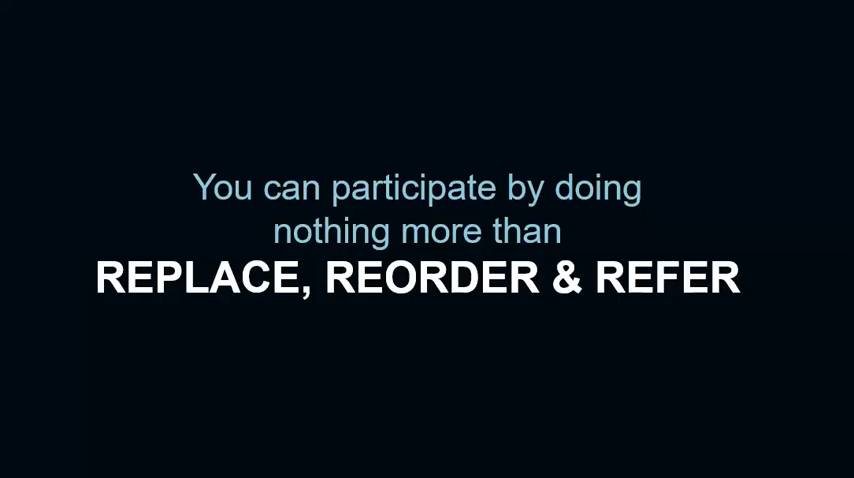 You can participate by doing
nothing more than
REPLACE, REORDER & REFER